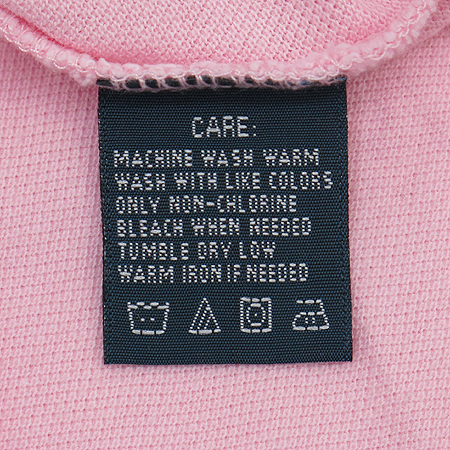 CARE:
MACHINE WASH WARM
WASH WITH LIKE COLORS
ONLY NON-CHLORINE
BLEACH WHEN NEEDED
TUMBLE DRY LOW
WARM IRON IF NEEDED